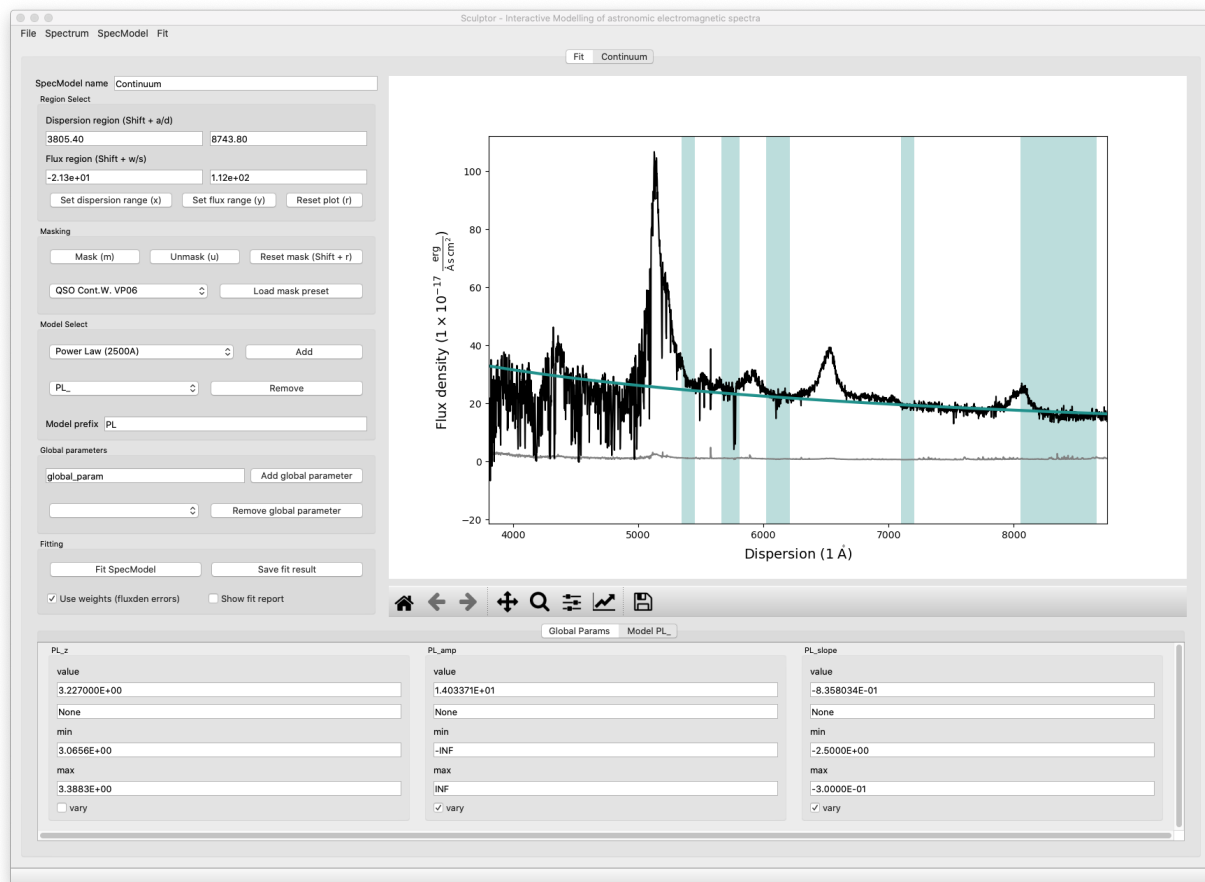 Sculptor - Interactive Modelling of astronomic electromagnetic spectra
File Spectrum SpecModel Fit
Fit Continuum
SpecModel name Continuum
Region Select
Dispersion region (Shift + a/d)
3805.40 8743.80
Flux region (Shift + w/s)
-2.13e+01 1.12e+02
Set dispersion range (x) Set flux range (y) Reset plot (r)
Masking
Mask (m) Unmask (u) Reset mask (Shift + r)
QSO Cont.W. VP06 Load mask preset
Model Select
Power Law (2500A) Add
PL_ Remove
Model prefix PL
Global parameters
global_param Add global parameter
Remove global parameter
Fitting
Fit SpecModel Save fit result
Use weights (fluxden errors) Show fit report
Flux density (1 × 10⁻¹⁷ erg / Å s cm²)
100
80
60
40
20
0
−20
4000 5000 6000 7000 8000
Dispersion (1 Å)
Global Params Model PL_
PL_z PL_amp PL_slope
value value value
3.227000E+00 1.403371E+01 -8.358034E-01
None None None
min min min
3.0656E+00 -INF -2.5000E+00
max max max
3.3883E+00 INF -3.0000E-01
vary vary vary